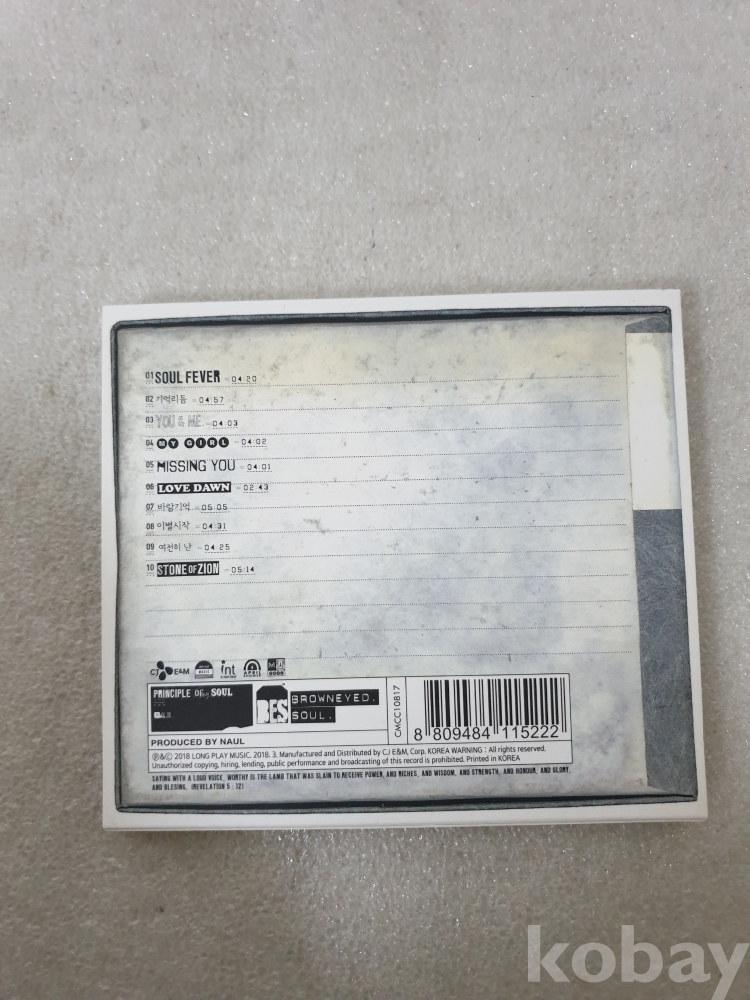 01 SOUL FEVER - 04:20
02 기억리듬 - 04:57
03 YOU & ME - 04:03
04 MY GIRL - 04:02
05 MISSING YOU - 04:01
06 LOVE DAWN - 02:43
07 바람기억 - 05:05
08 이별시작 - 04:31
09 여전히 난 - 04:25
10 STONE OF ZION - 05:14
CJ E&M int
PRINCIPLE OF my SOUL
BES BROWNEYED. SOUL.
PRODUCED BY NAUL
CMCC10817
8 809484 115222
℗&© 2018 LONG PLAY MUSIC. 2018. 3. Manufactured and Distributed by CJ E&M, Corp. KOREA WARNING : All rights reserved.
Unauthorized copying, hiring, lending, public performance and broadcasting of this record is prohibited. Printed in KOREA
SAYING WITH A LOUD VOICE, WORTHY IS THE LAMB THAT WAS SLAIN TO RECEIVE POWER, AND RICHES, AND WISDOM, AND STRENGTH, AND HONOUR, AND GLORY,
AND BLESING. (REVELATION 5 : 12)
kobay